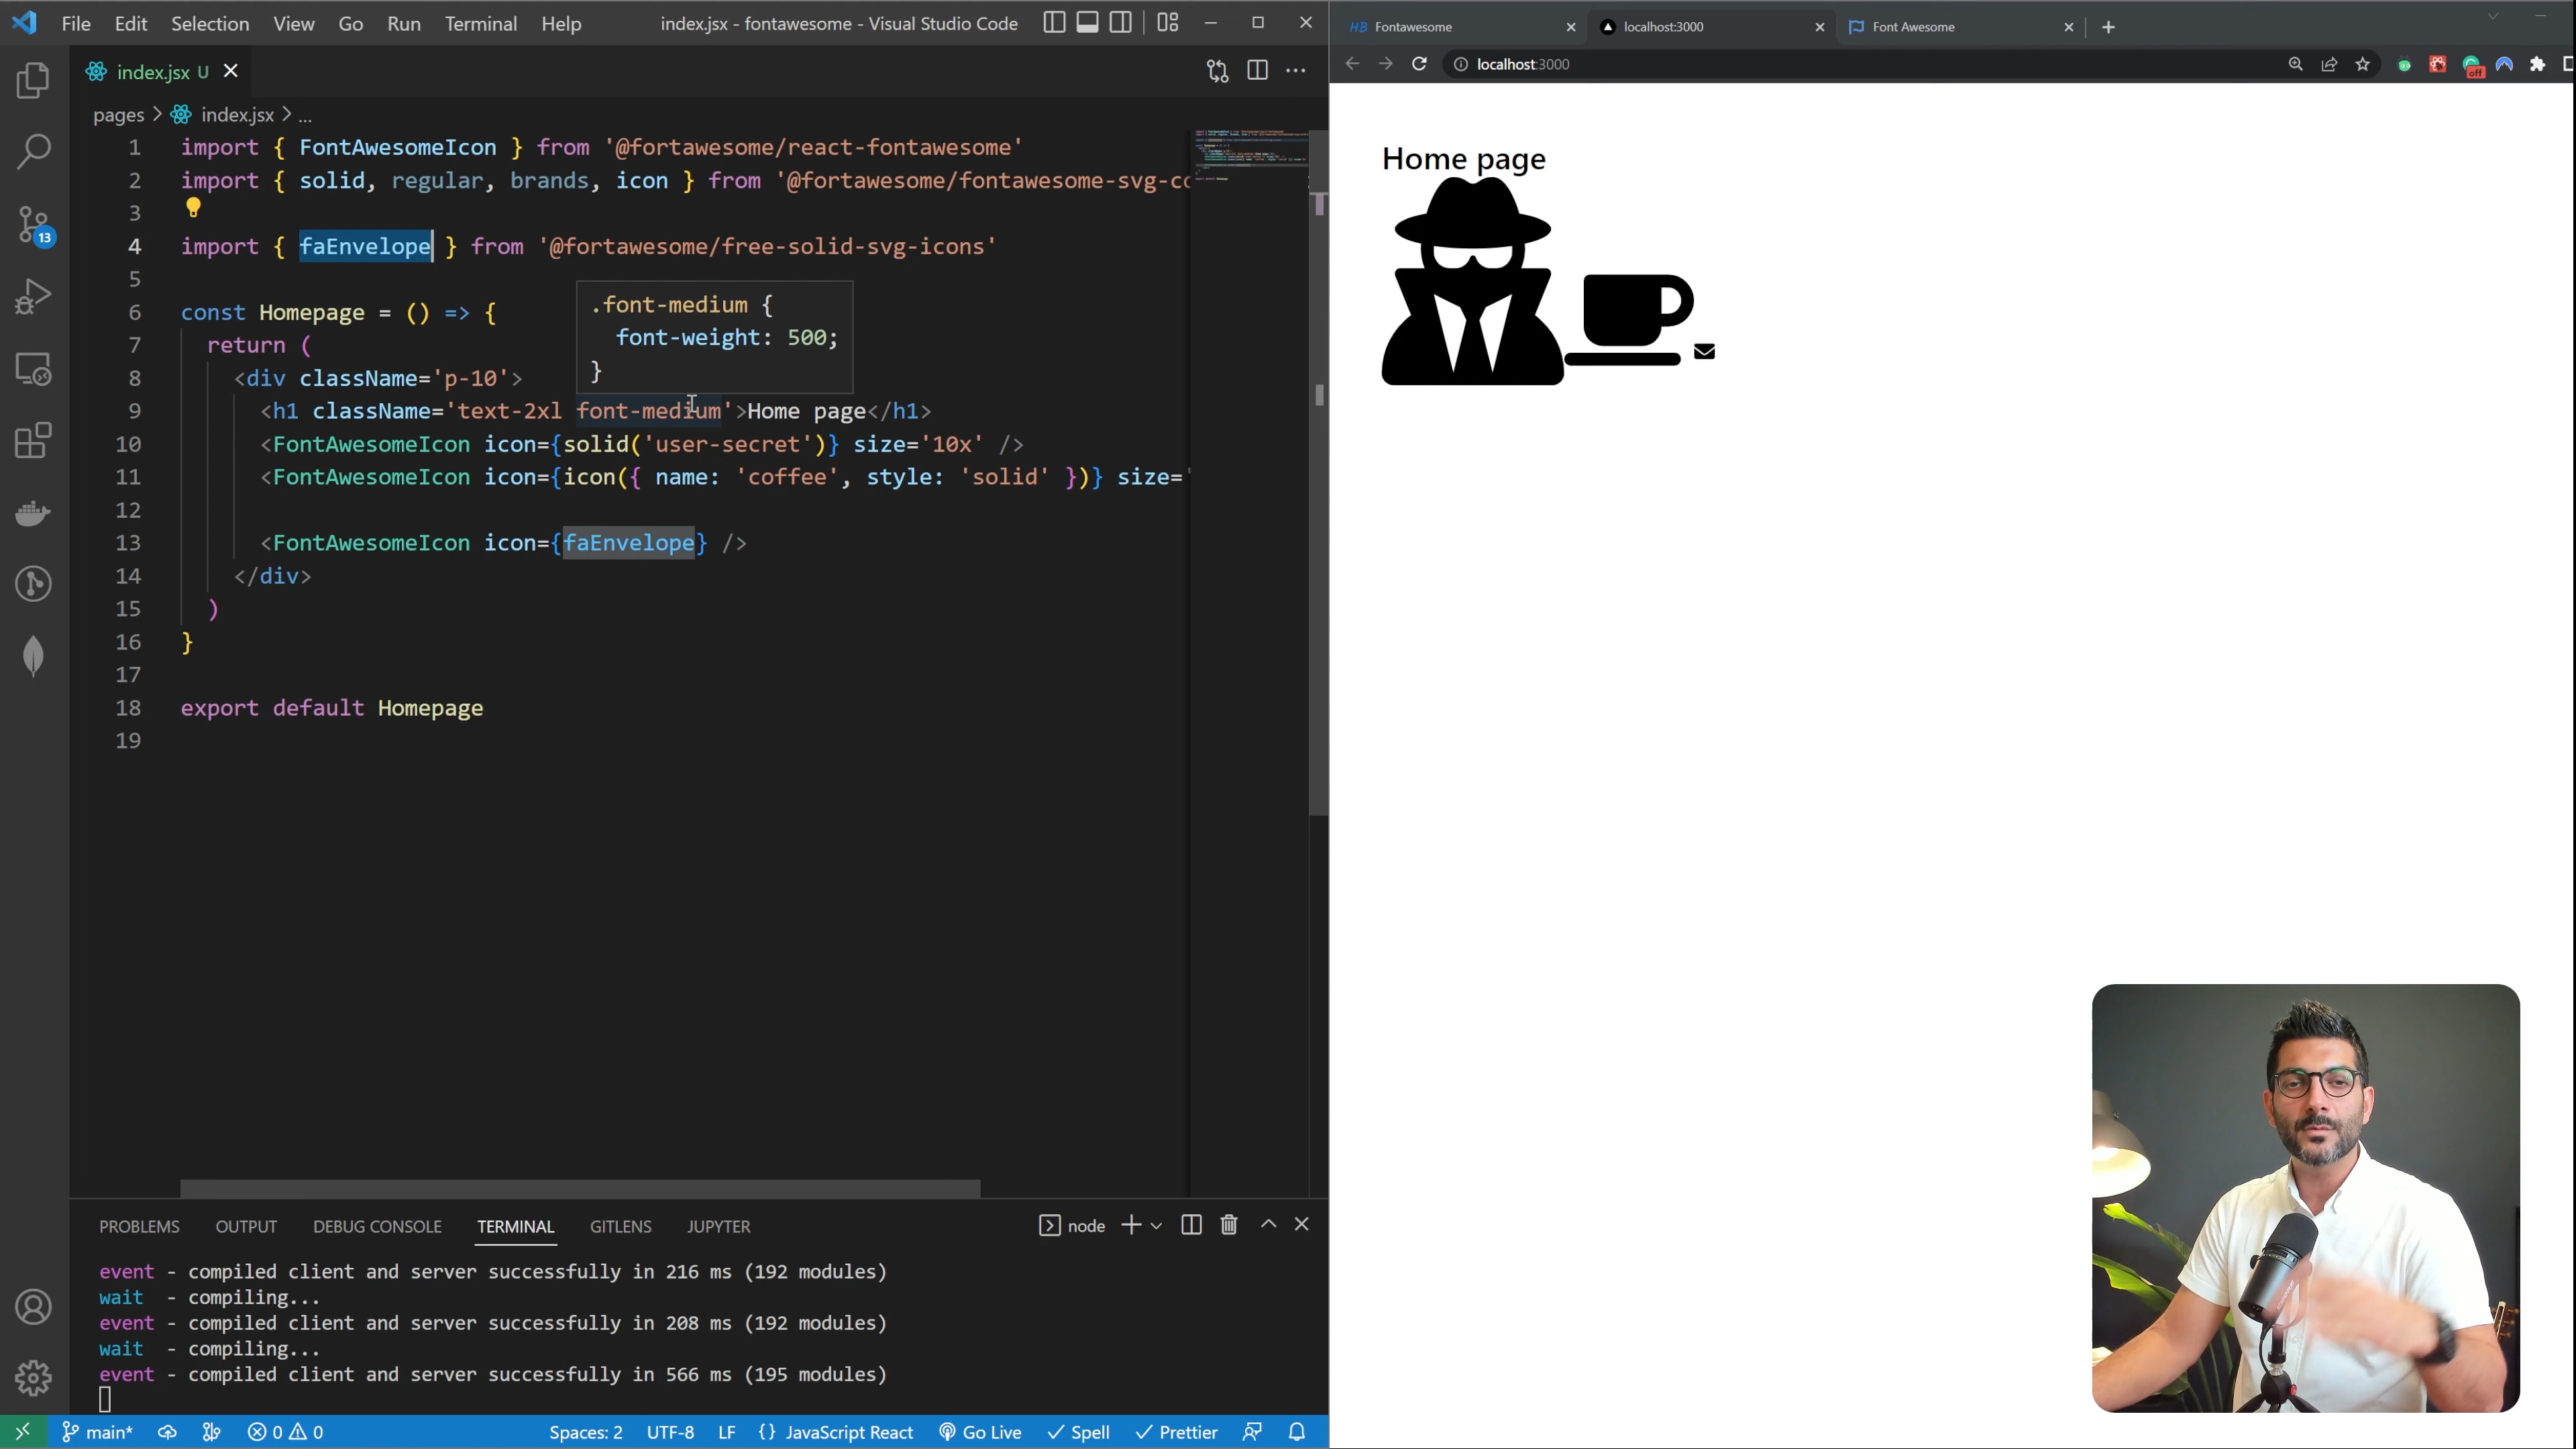 File Edit Selection View Go Run Terminal Help index.jsx - fontawesome - Visual Studio Code
index.jsx U
pages > index.jsx > ...
1 import { FontAwesomeIcon } from '@fortawesome/react-fontawesome'
2 import { solid, regular, brands, icon } from '@fortawesome/fontawesome-svg-co
3
4 import { faEnvelope } from '@fortawesome/free-solid-svg-icons'
5
6 const Homepage = () => {
.font-medium {
font-weight: 500;
}
7 return (
8 <div className='p-10'>
9 <h1 className='text-2xl font-medium'>Home page</h1>
10 <FontAwesomeIcon icon={solid('user-secret')} size='10x' />
11 <FontAwesomeIcon icon={icon({ name: 'coffee', style: 'solid' })} size='
12
13 <FontAwesomeIcon icon={faEnvelope} />
14 </div>
15 )
16 }
17
18 export default Homepage
19
13
PROBLEMS OUTPUT DEBUG CONSOLE TERMINAL GITLENS JUPYTER node
event - compiled client and server successfully in 216 ms (192 modules)
wait - compiling...
event - compiled client and server successfully in 208 ms (192 modules)
wait - compiling...
event - compiled client and server successfully in 566 ms (195 modules)
main* 0 0 Spaces: 2 UTF-8 LF {} JavaScript React Go Live Spell Prettier
HB Fontawesome localhost:3000 Font Awesome
localhost:3000
off
Home page